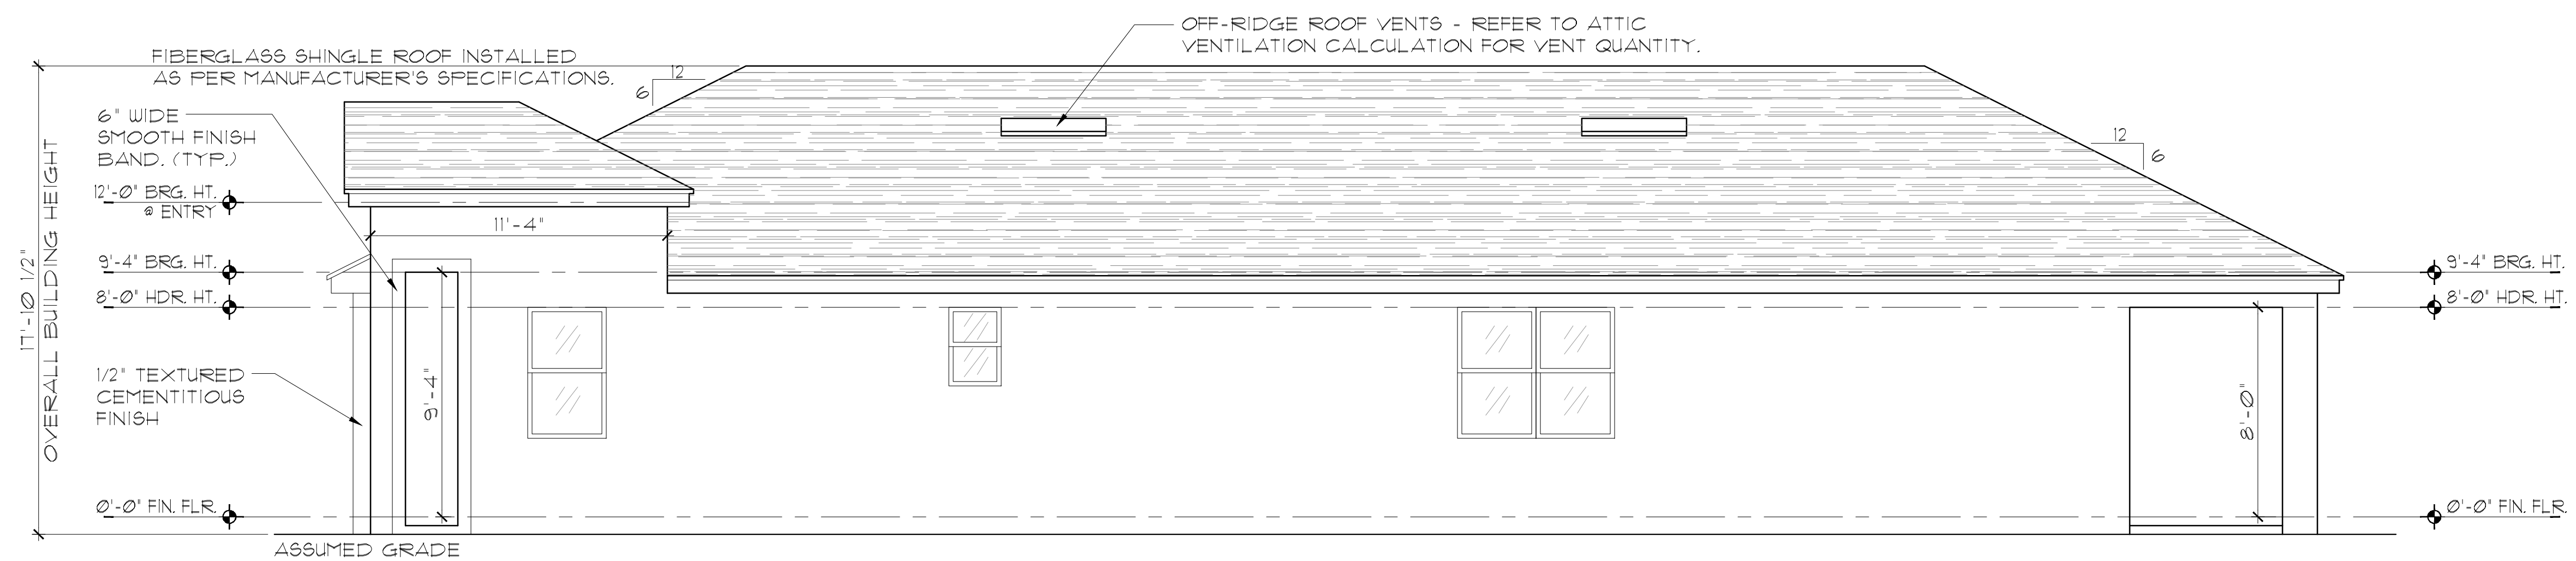 OFF-RIDGE ROOF VENTS - REFER TO ATTIC
VENTILATION CALCULATION FOR VENT QUANTITY.
FIBERGLASS SHINGLE ROOF INSTALLED
AS PER MANUFACTURER'S SPECIFICATIONS.
12
6
12
6
6" WIDE
SMOOTH FINISH
BAND. (TYP.)
12'-0" BRG. HT.
@ ENTRY
11'-4"
9'-4" BRG. HT.
8'-0" HDR. HT.
9'-4" BRG. HT.
8'-0" HDR. HT.
17'-10 1/2"
OVERALL BUILDING HEIGHT
1/2" TEXTURED
CEMENTITIOUS
FINISH
9'-4"
8'-0"
0'-0" FIN. FLR.
0'-0" FIN. FLR.
ASSUMED GRADE